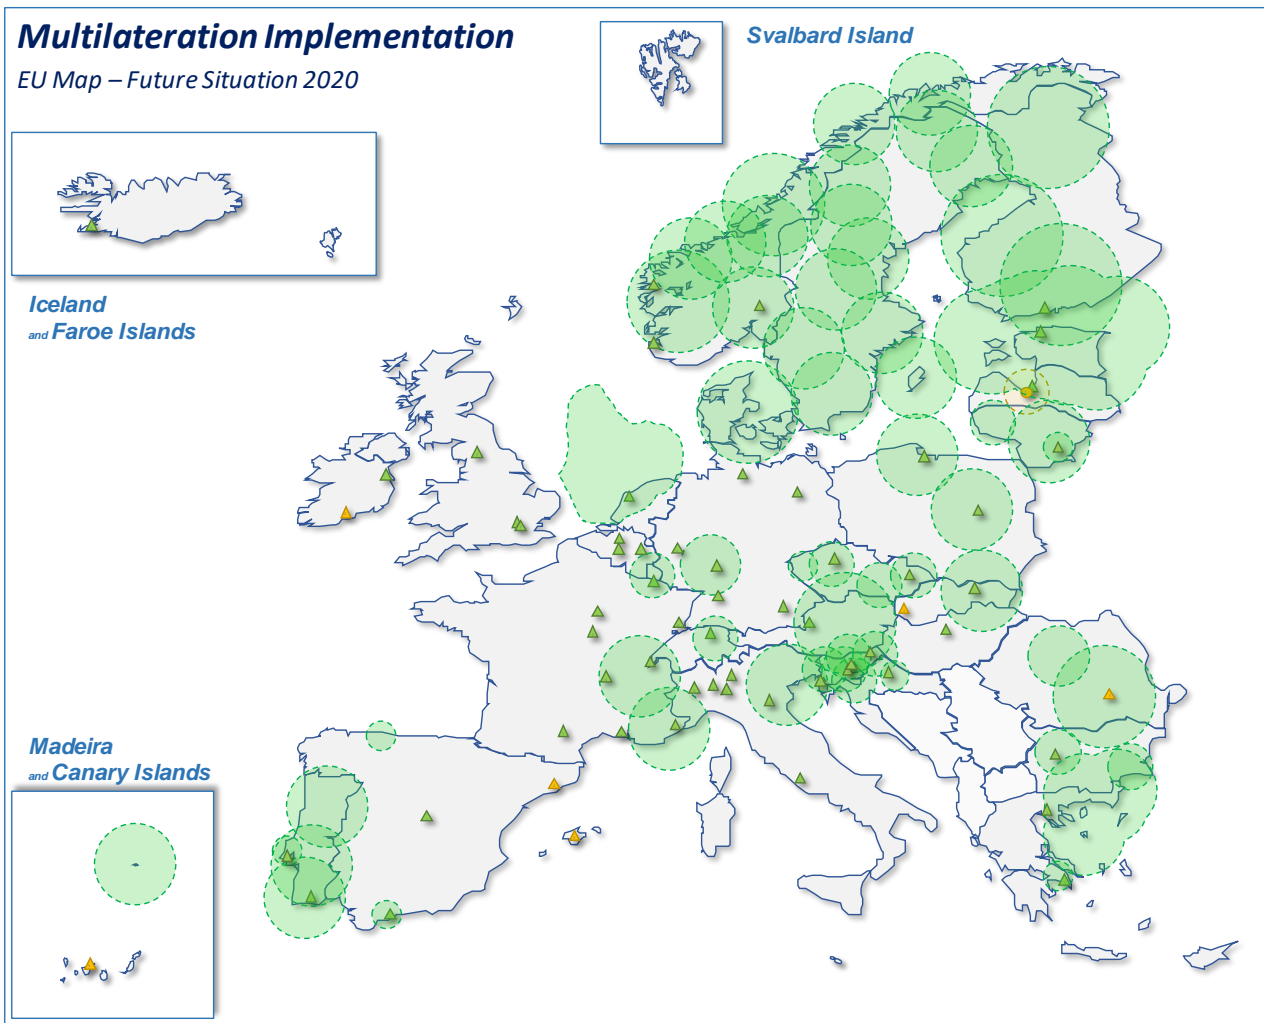 Multilateration Implementation
EU Map – Future Situation 2020
Svalbard Island
Iceland
and Faroe Islands
Madeira
and Canary Islands